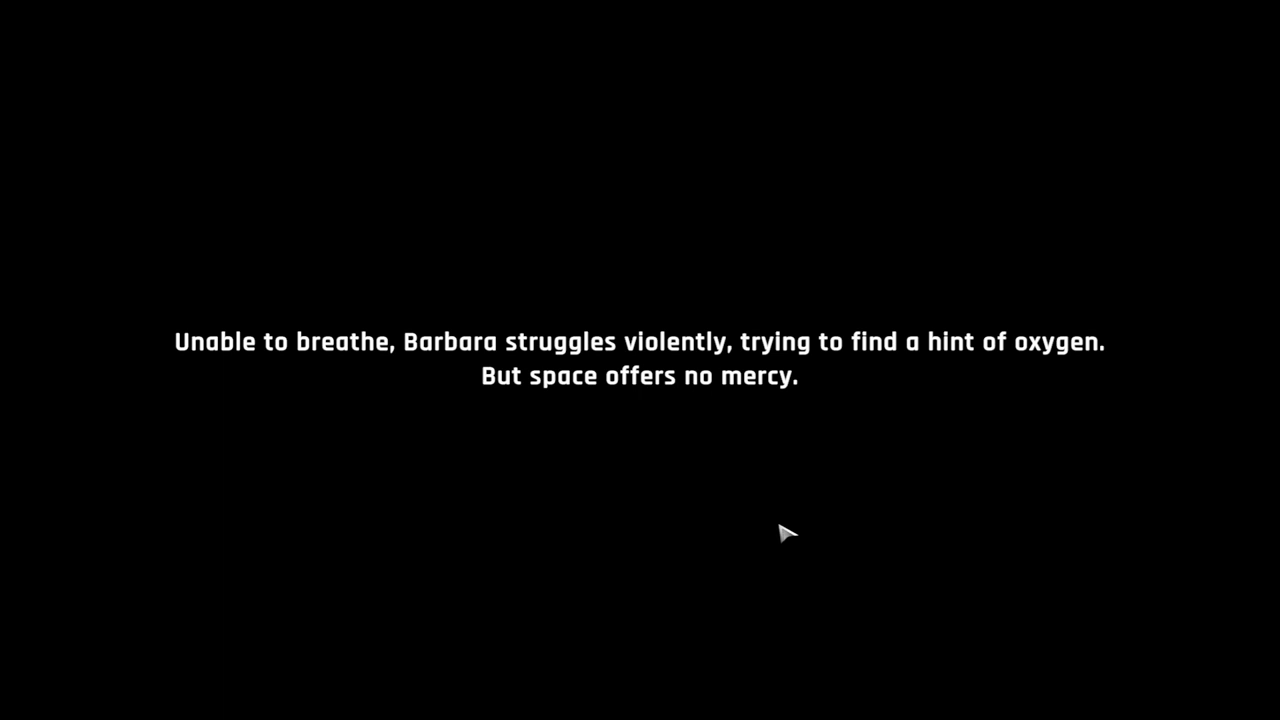 Unable to breathe, Barbara struggles violently, trying to find a hint of oxygen.
But space offers no mercy.